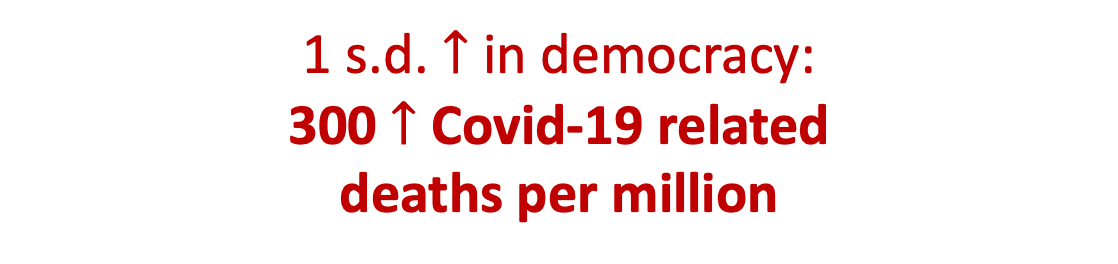 1 s.d. ↑ in democracy:
300 ↑ Covid-19 related
deaths per million